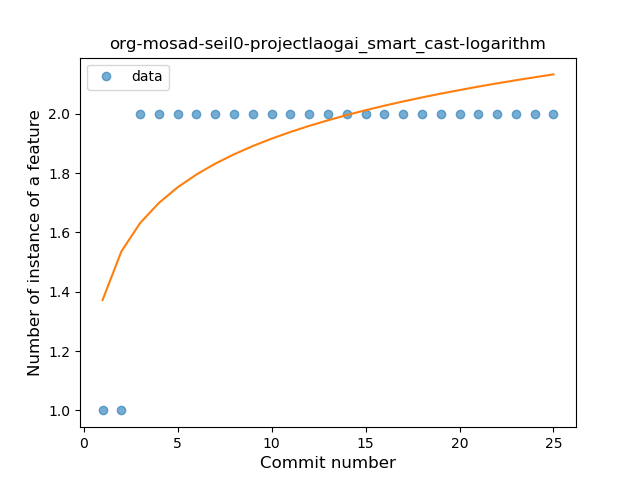 org-mosad-seil0-projectlaogai_smart_cast-logarithm
data
Number of instance of a feature
2.0
1.8
1.6
1.4
1.2
1.0
0 5 10 15 20 25
Commit number